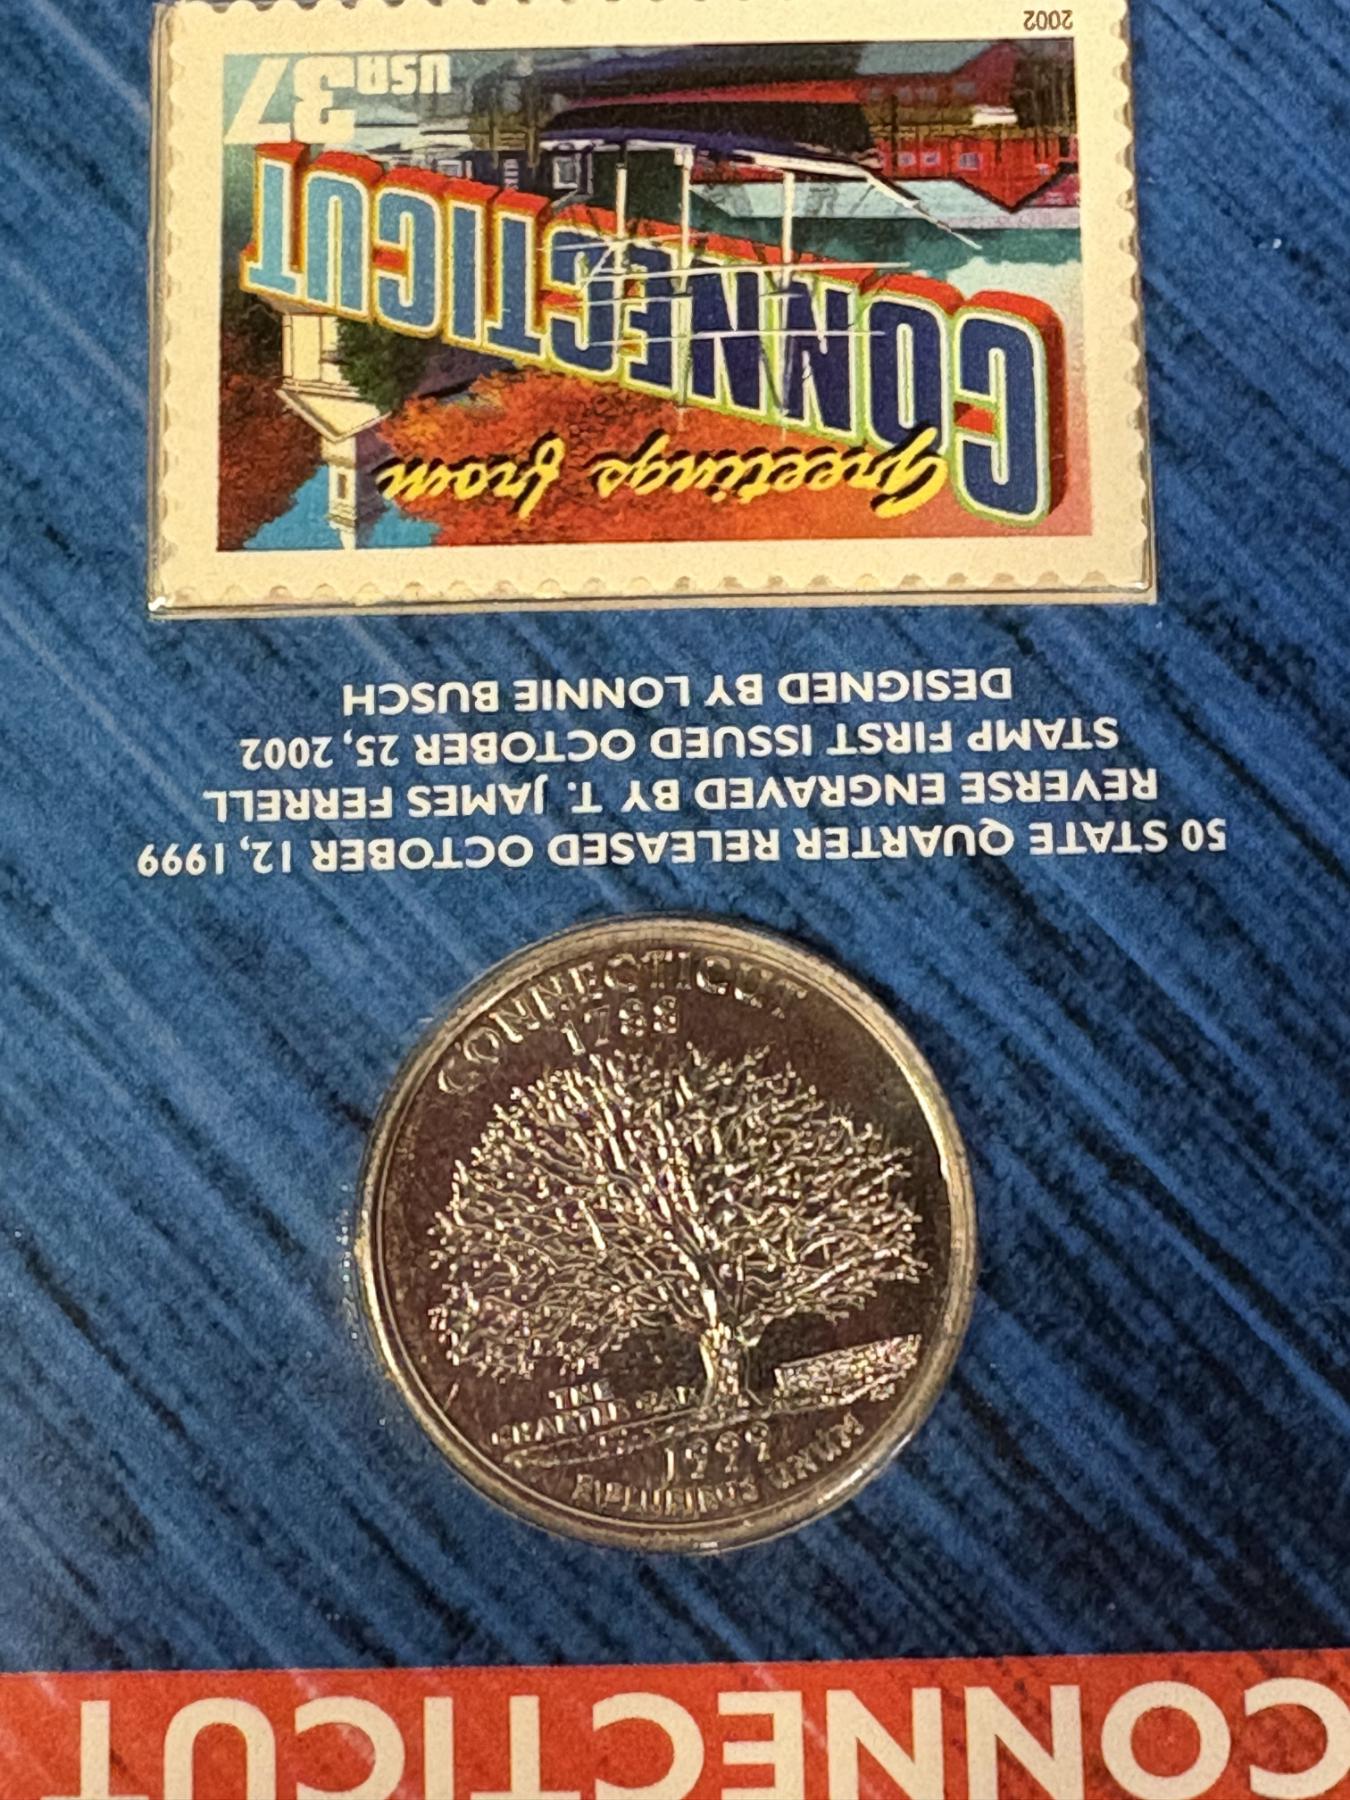 CONNECTICUT
CONNECTICUT
1788
THE
CHARTER OAK
1999
E PLURIBUS UNUM
50 STATE QUARTER RELEASED OCTOBER 12, 1999
REVERSE ENGRAVED BY T. JAMES FERRELL
STAMP FIRST ISSUED OCTOBER 25, 2002
DESIGNED BY LONNIE BUSCH
Greetings from
CONNECTICUT
37 USA
2002